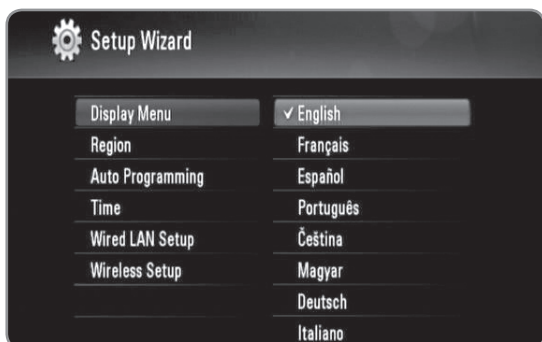 Setup Wizard
Display Menu
Region
Auto Programming
Time
Wired LAN Setup
Wireless Setup
✓ English
Français
Español
Português
Čeština
Magyar
Deutsch
Italiano